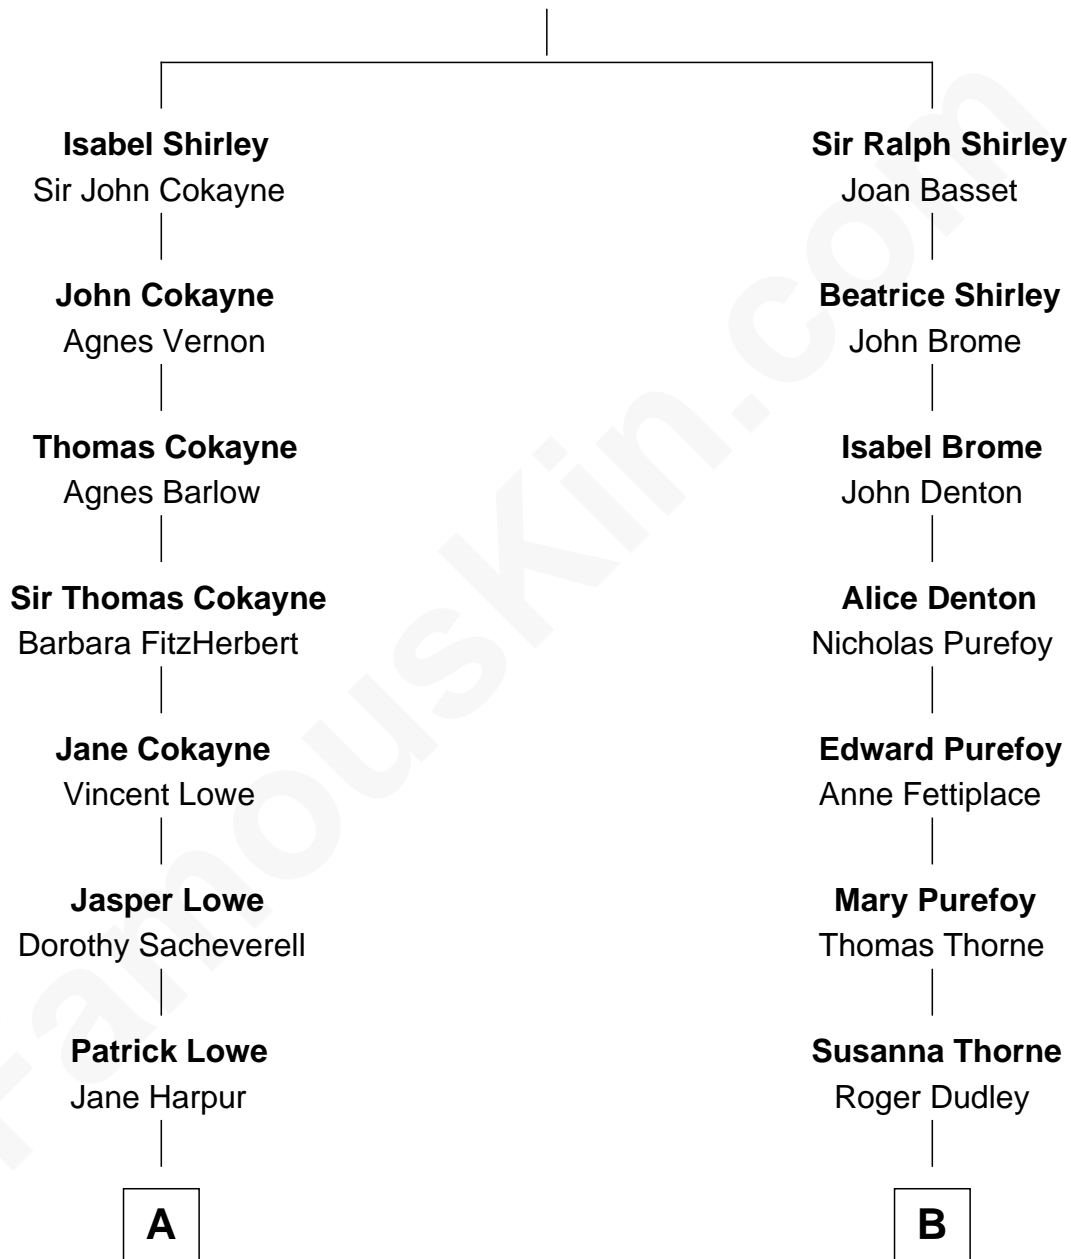 Isabel Shirley
Sir John Cokayne
John Cokayne
Agnes Vernon
Thomas Cokayne
Agnes Barlow
Sir Thomas Cokayne
Barbara FitzHerbert
Jane Cokayne
Vincent Lowe
Jasper Lowe
Dorothy Sacheverell
Patrick Lowe
Jane Harpur
A
Sir Ralph Shirley
Joan Basset
Beatrice Shirley
John Brome
Isabel Brome
John Denton
Alice Denton
Nicholas Purefoy
Edward Purefoy
Anne Fettiplace
Mary Purefoy
Thomas Thorne
Susanna Thorne
Roger Dudley
B
FamousKin.com